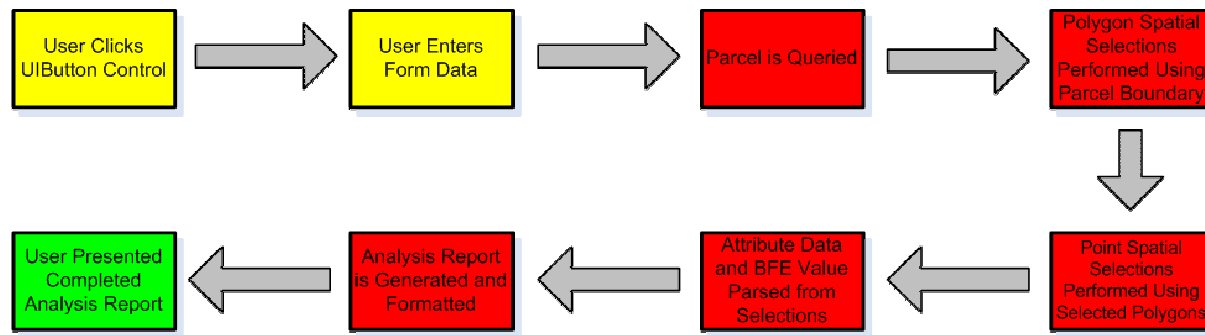 User Clicks
UIButton Control
User Enters
Form Data
Parcel is Queried
Polygon Spatial
Selections
Performed Using
Parcel Boundary
Point Spatial
Selections
Performed Using
Selected Polygons
Attribute Data
and BFE Value
Parsed from
Selections
Analysis Report
is Generated and
Formatted
User Presented
Completed
Analysis Report